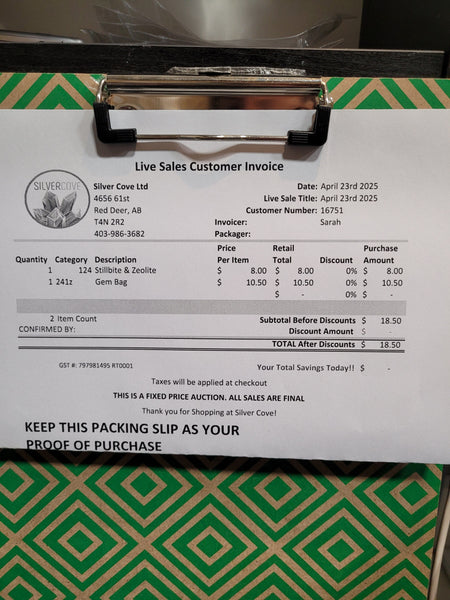 Live Sales Customer Invoice
SILVERCOVE
Silver Cove Ltd
4656 61st
Red Deer, AB
T4N 2R2
403-986-3682
Date: April 23rd 2025
Live Sale Title: April 23rd 2025
Customer Number: 16751
Invoicer: Sarah
Packager:
Price Retail Purchase
Quantity Category Description Per Item Total Discount Amount
1 124 Stillbite & Zeolite $ 8.00 $ 8.00 0% $ 8.00
1 241z Gem Bag $ 10.50 $ 10.50 0% $ 10.50
$ - 0% $ -
2 Item Count Subtotal Before Discounts $ 18.50
CONFIRMED BY: Discount Amount $ -
TOTAL After Discounts $ 18.50
GST #: 797981495 RT0001 Your Total Savings Today!! $ -
Taxes will be applied at checkout
THIS IS A FIXED PRICE AUCTION. ALL SALES ARE FINAL
Thank you for Shopping at Silver Cove!
KEEP THIS PACKING SLIP AS YOUR
PROOF OF PURCHASE